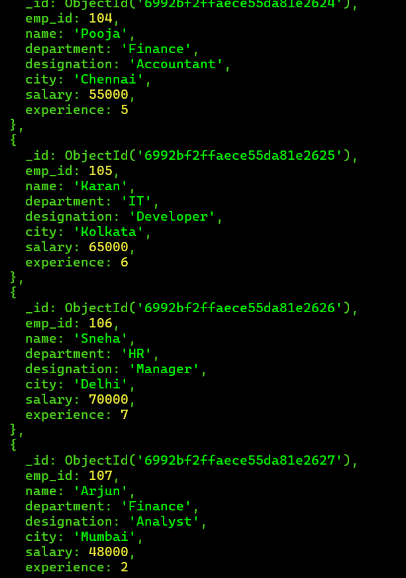 _id: ObjectId('6992bf2ffaece55da81e2624'),
emp_id: 104,
name: 'Pooja',
department: 'Finance',
designation: 'Accountant',
city: 'Chennai',
salary: 55000,
experience: 5
},
{
_id: ObjectId('6992bf2ffaece55da81e2625'),
emp_id: 105,
name: 'Karan',
department: 'IT',
designation: 'Developer',
city: 'Kolkata',
salary: 65000,
experience: 6
},
{
_id: ObjectId('6992bf2ffaece55da81e2626'),
emp_id: 106,
name: 'Sneha',
department: 'HR',
designation: 'Manager',
city: 'Delhi',
salary: 70000,
experience: 7
},
{
_id: ObjectId('6992bf2ffaece55da81e2627'),
emp_id: 107,
name: 'Arjun',
department: 'Finance',
designation: 'Analyst',
city: 'Mumbai',
salary: 48000,
experience: 2